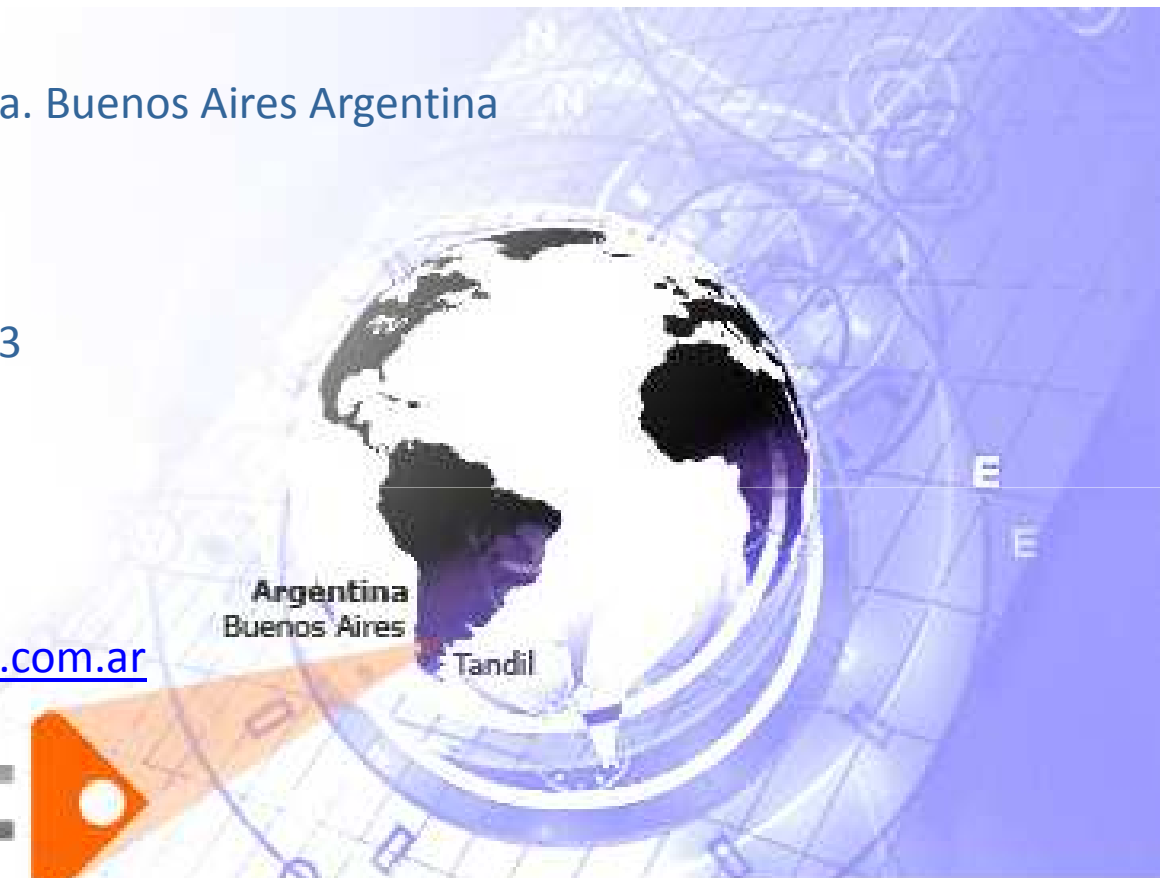 a. Buenos Aires Argentina
N
N
3
E
E
Argentina
Buenos Aires
.com.ar
Tandil